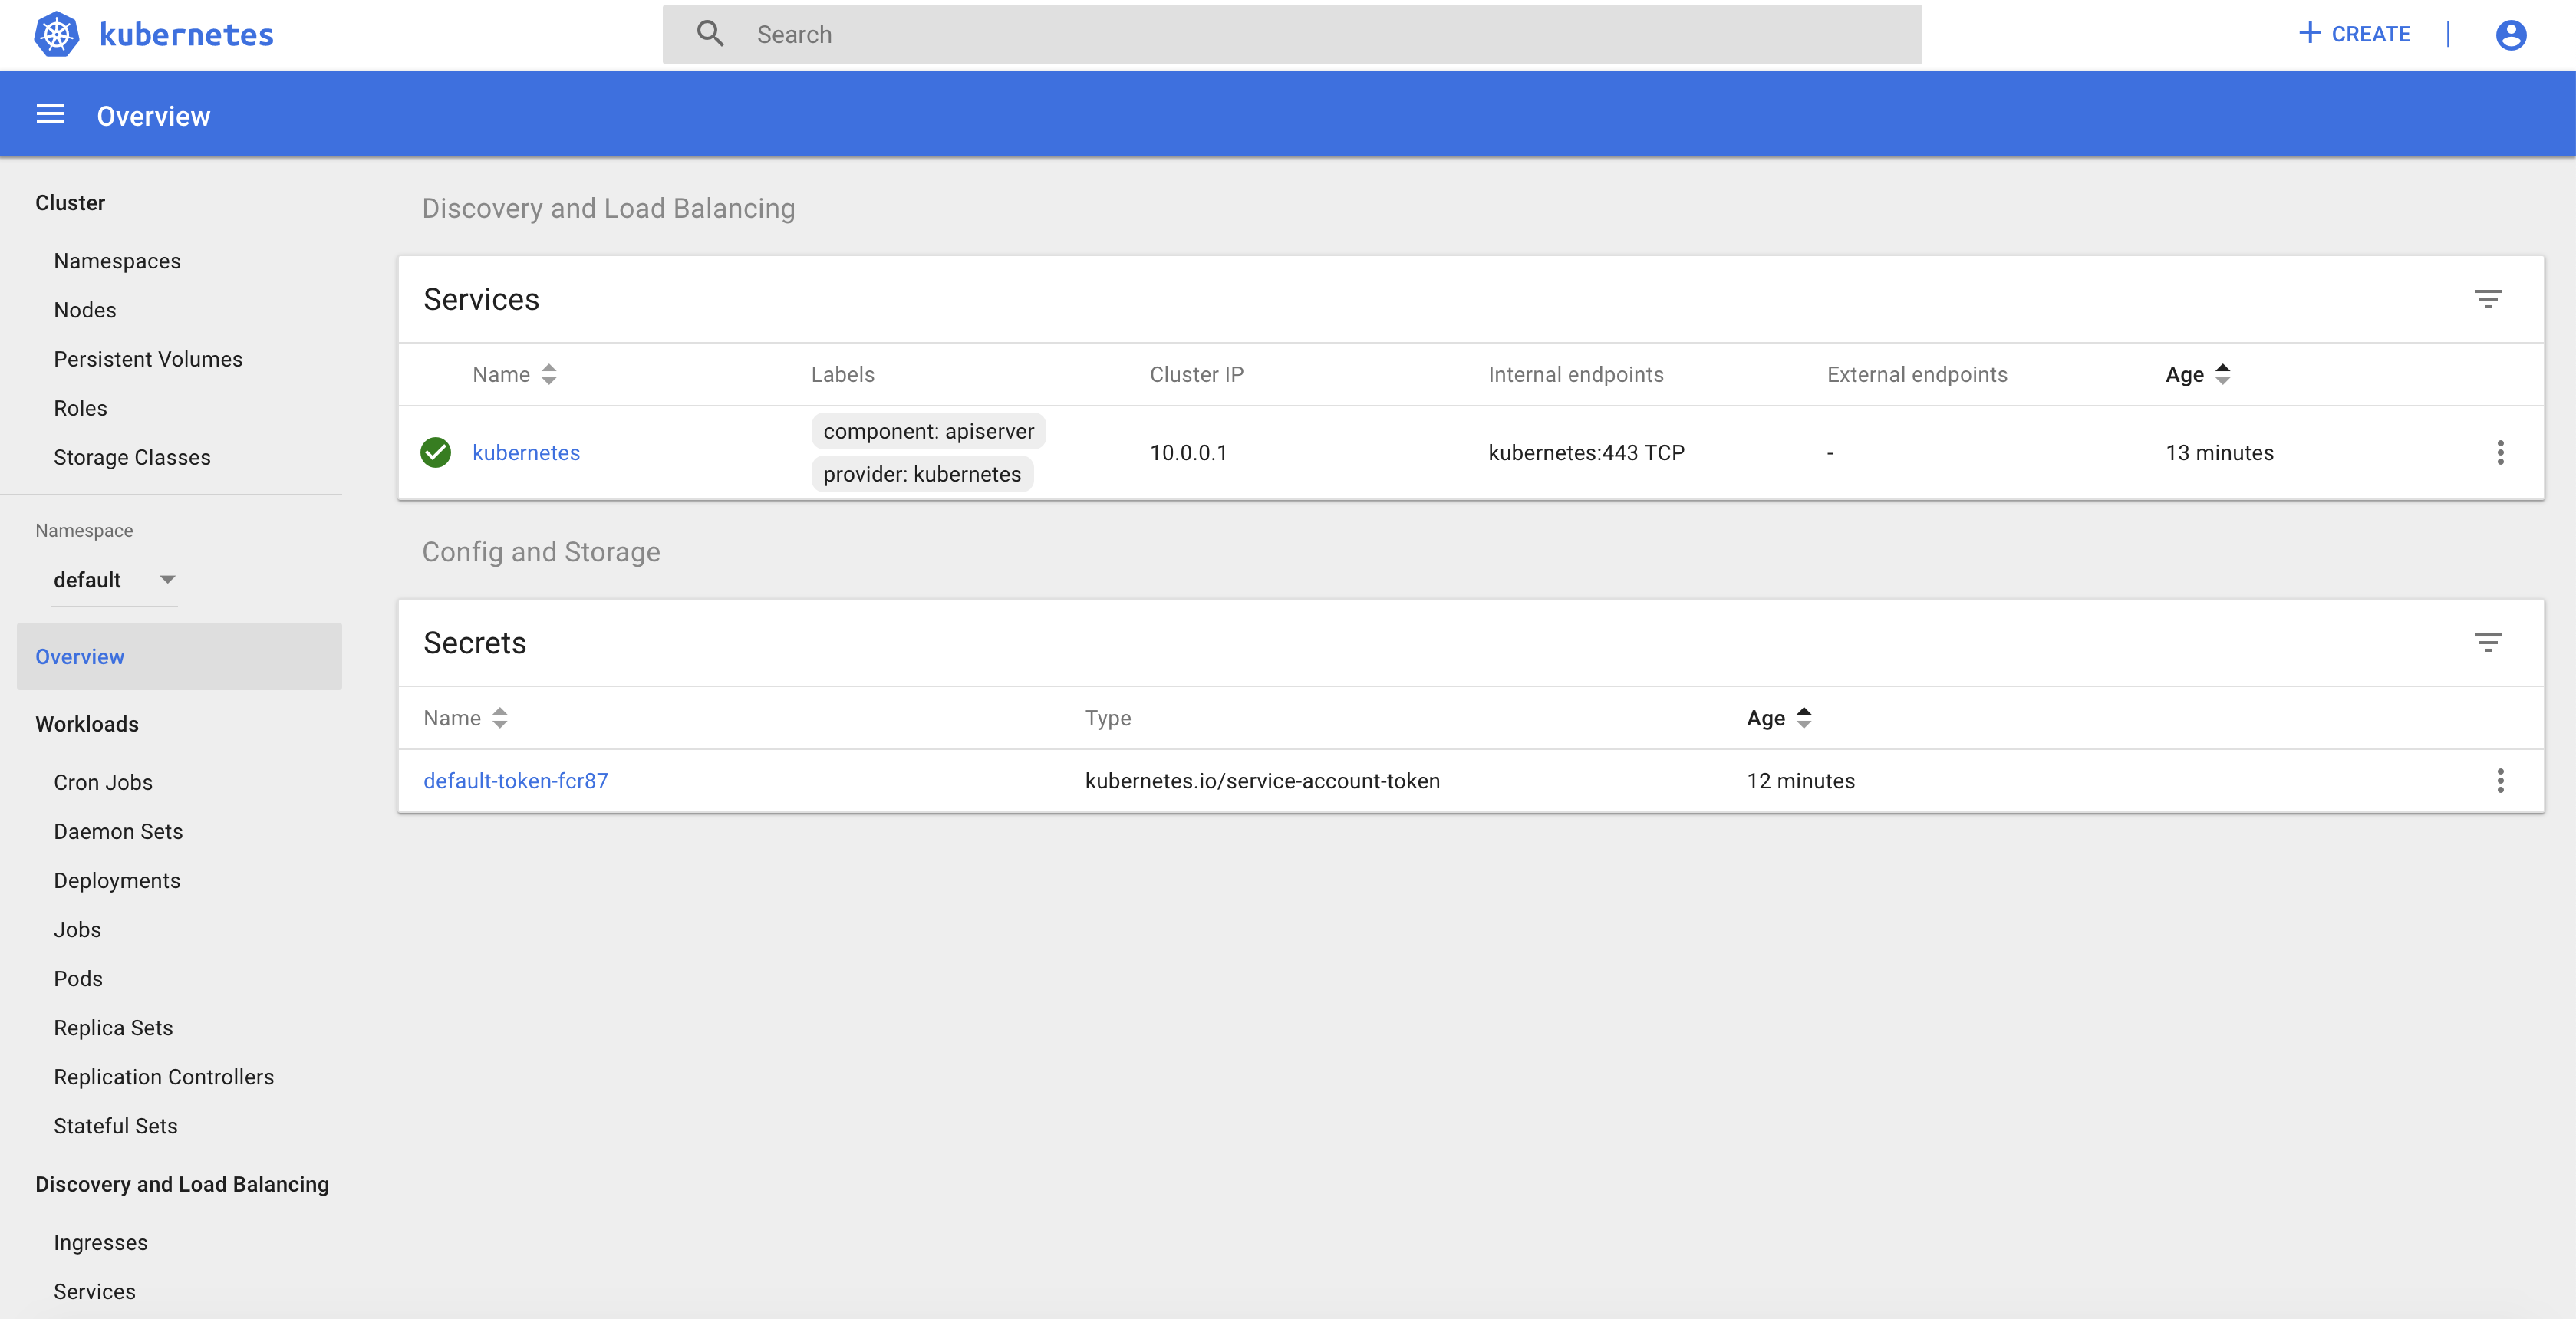 kubernetes
Search
CREATE
Overview
Cluster
Namespaces
Nodes
Persistent Volumes
Roles
Storage Classes
Namespace
default
Overview
Workloads
Cron Jobs
Daemon Sets
Deployments
Jobs
Pods
Replica Sets
Replication Controllers
Stateful Sets
Discovery and Load Balancing
Ingresses
Services
Discovery and Load Balancing
Services
Name Labels Cluster IP Internal endpoints External endpoints Age
component: apiserver
kubernetes 10.0.0.1 kubernetes:443 TCP - 13 minutes
provider: kubernetes
Config and Storage
Secrets
Name Type Age
default-token-fcr87 kubernetes.io/service-account-token 12 minutes